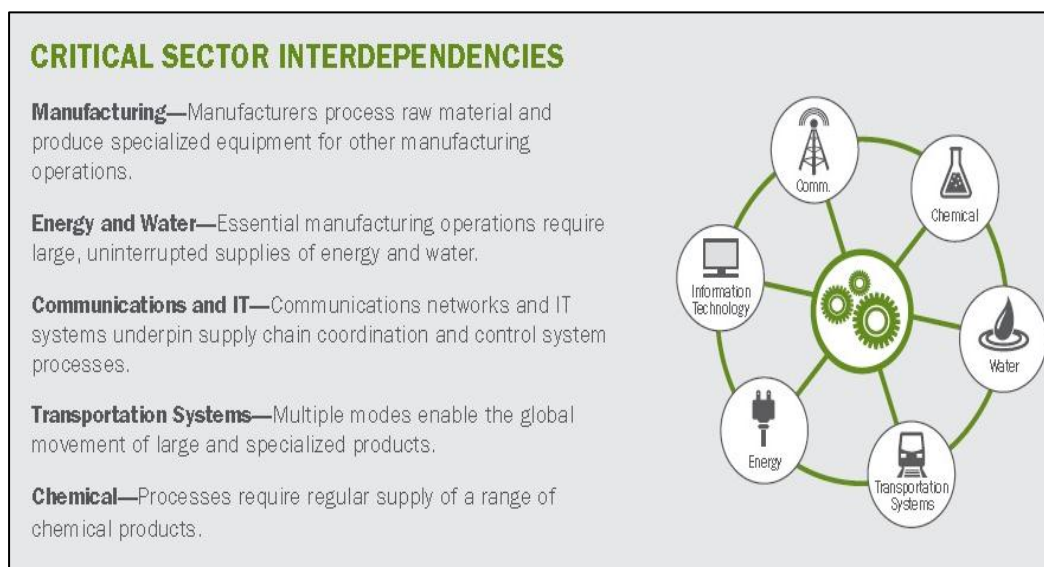 CRITICAL SECTOR INTERDEPENDENCIES
Manufacturing—Manufacturers process raw material and
produce specialized equipment for other manufacturing
operations.
Energy and Water—Essential manufacturing operations require
large, uninterrupted supplies of energy and water.
Communications and IT—Communications networks and IT
systems underpin supply chain coordination and control system
processes.
Transportation Systems—Multiple modes enable the global
movement of large and specialized products.
Chemical—Processes require regular supply of a range of
chemical products.
Comm.
Chemical
Information
Technology
Water
Energy
Transportation
Systems